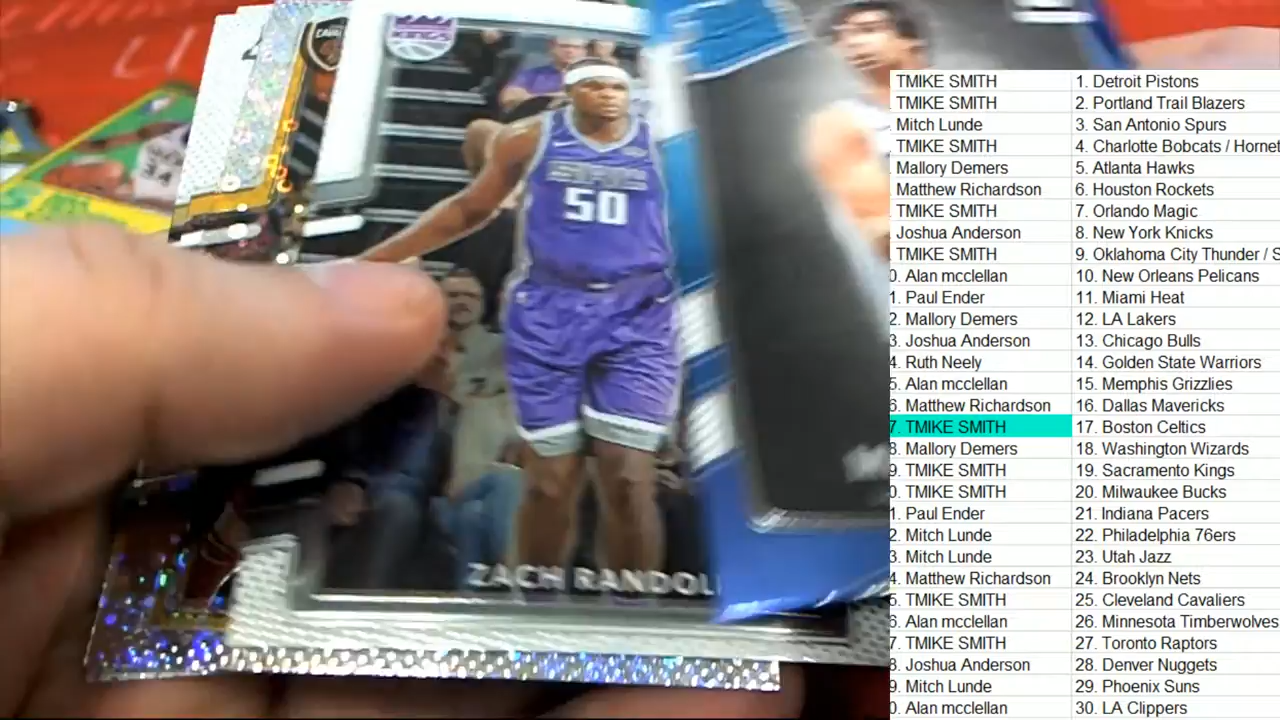 KINGS
CAVAL
34
50
ZACH RANDOL
TMIKE SMITH 1. Detroit Pistons
TMIKE SMITH 2. Portland Trail Blazers
Mitch Lunde 3. San Antonio Spurs
TMIKE SMITH 4. Charlotte Bobcats / Hornet
Mallory Demers 5. Atlanta Hawks
Matthew Richardson 6. Houston Rockets
TMIKE SMITH 7. Orlando Magic
Joshua Anderson 8. New York Knicks
TMIKE SMITH 9. Oklahoma City Thunder / S
0. Alan mcclellan 10. New Orleans Pelicans
1. Paul Ender 11. Miami Heat
2. Mallory Demers 12. LA Lakers
3. Joshua Anderson 13. Chicago Bulls
4. Ruth Neely 14. Golden State Warriors
5. Alan mcclellan 15. Memphis Grizzlies
6. Matthew Richardson 16. Dallas Mavericks
7. TMIKE SMITH 17. Boston Celtics
8. Mallory Demers 18. Washington Wizards
9. TMIKE SMITH 19. Sacramento Kings
0. TMIKE SMITH 20. Milwaukee Bucks
1. Paul Ender 21. Indiana Pacers
2. Mitch Lunde 22. Philadelphia 76ers
3. Mitch Lunde 23. Utah Jazz
4. Matthew Richardson 24. Brooklyn Nets
5. TMIKE SMITH 25. Cleveland Cavaliers
6. Alan mcclellan 26. Minnesota Timberwolves
7. TMIKE SMITH 27. Toronto Raptors
8. Joshua Anderson 28. Denver Nuggets
9. Mitch Lunde 29. Phoenix Suns
0. Alan mcclellan 30. LA Clippers